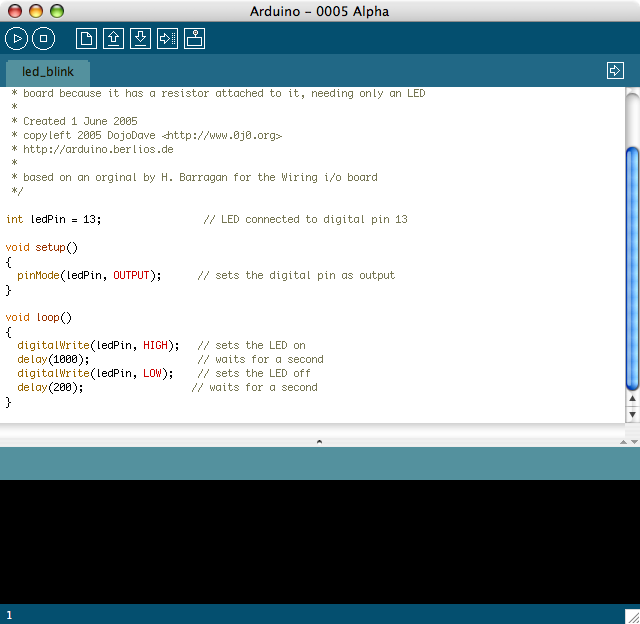 Arduino - 0005 Alpha
led_blink
* board because it has a resistor attached to it, needing only an LED
*
* Created 1 June 2005
* copyleft 2005 DojoDave <http://www.0j0.org>
* http://arduino.berlios.de
*
* based on an orginal by H. Barragan for the Wiring i/o board
*/
int ledPin = 13;                 // LED connected to digital pin 13
void setup()
{
  pinMode(ledPin, OUTPUT);      // sets the digital pin as output
}
void loop()
{
  digitalWrite(ledPin, HIGH);   // sets the LED on
  delay(1000);                  // waits for a second
  digitalWrite(ledPin, LOW);    // sets the LED off
  delay(200);                  // waits for a second
}
1